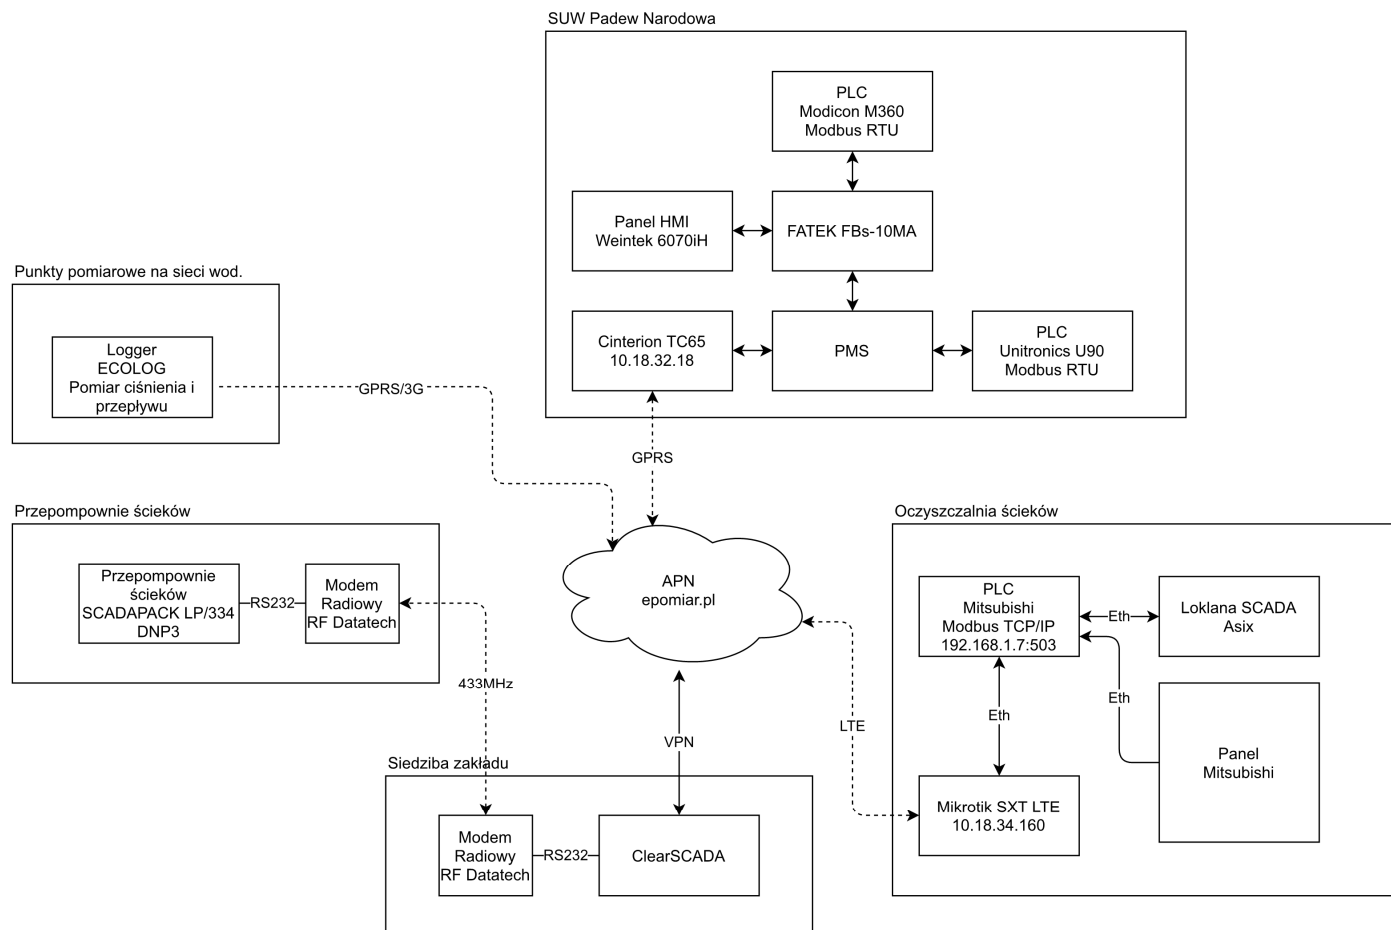 SUW Padew Narodowa
PLC
Modicon M360
Modbus RTU
Panel HMI
Weintek 6070iH
FATEK FBs-10MA
Cinterion TC65
10.18.32.18
PMS
PLC
Unitronics U90
Modbus RTU
Punkty pomiarowe na sieci wod.
Logger
ECOLOG
Pomiar ciśnienia i
przepływu
GPRS/3G
GPRS
Przepompownie ścieków
Przepompownie
ścieków
SCADAPACK LP/334
DNP3
RS232
Modem
Radiowy
RF Datatech
433MHz
APN
epomiar.pl
VPN
LTE
Oczyszczalnia ścieków
PLC
Mitsubishi
Modbus TCP/IP
192.168.1.7:503
Eth
Loklana SCADA
Asix
Eth
Eth
Panel
Mitsubishi
Mikrotik SXT LTE
10.18.34.160
Siedziba zakładu
Modem
Radiowy
RF Datatech
RS232
ClearSCADA